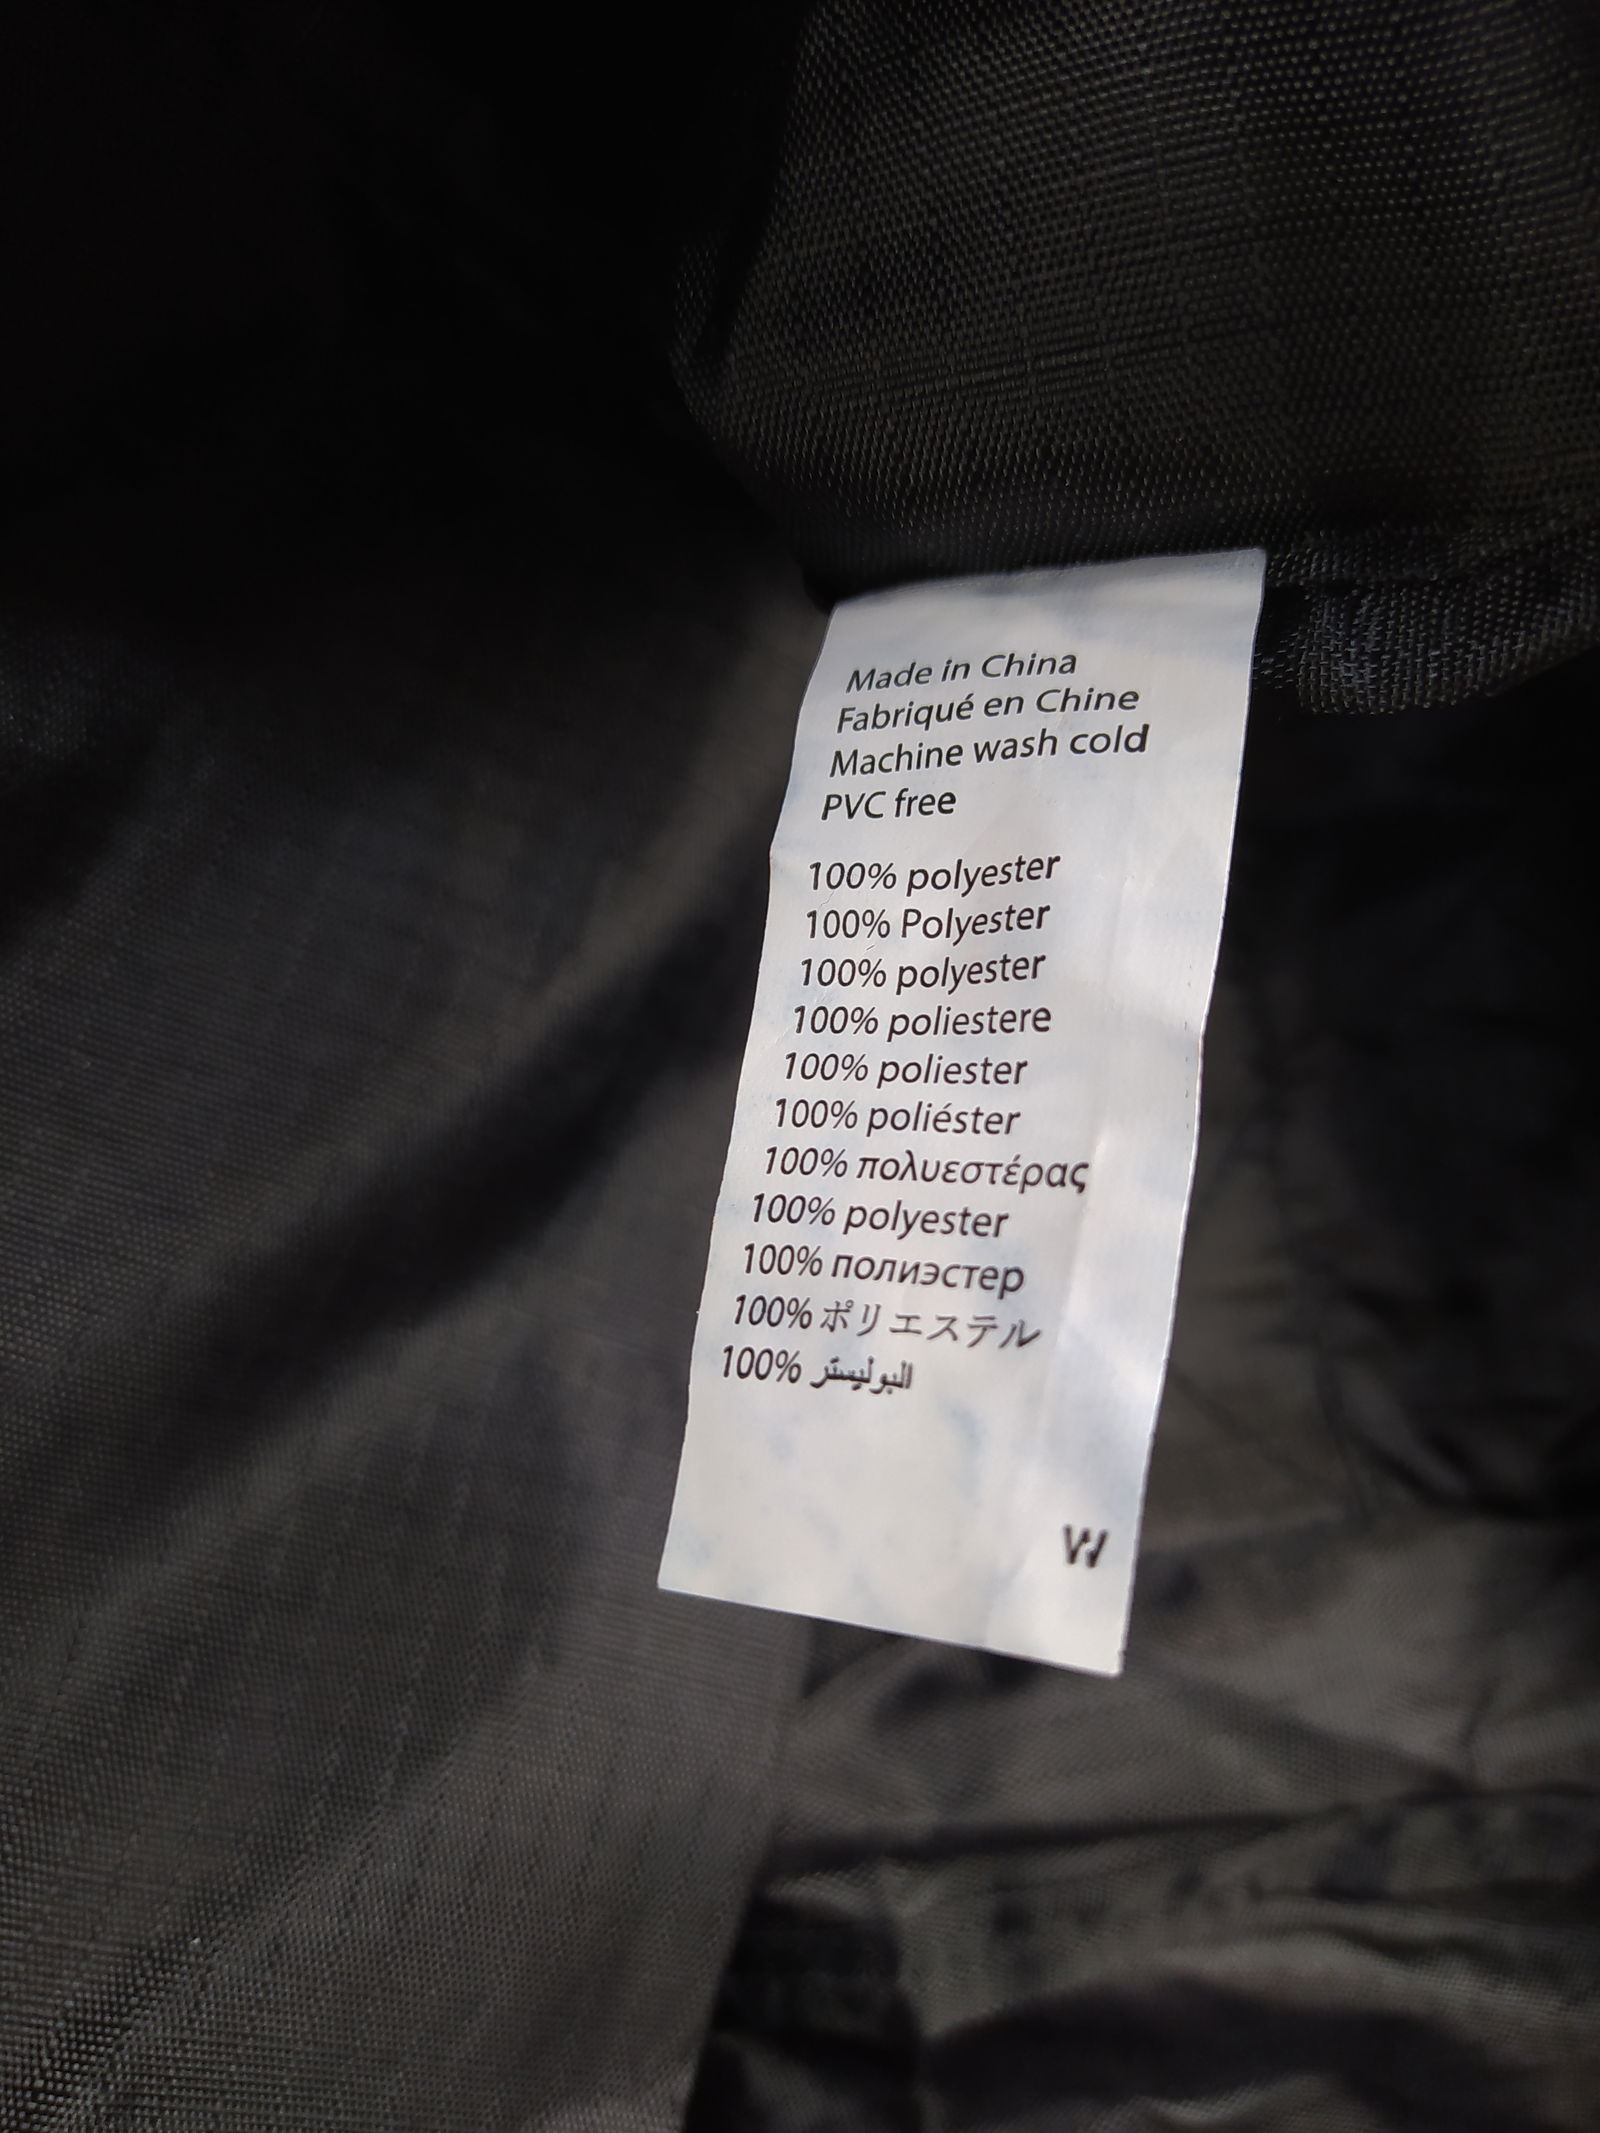 Made in China
Fabriqué en Chine
Machine wash cold
PVC free
100% polyester
100% Polyester
100% polyester
100% poliestere
100% poliester
100% poliéster
100% πολυεστέρας
100% polyester
100% полиэстер
100% ポリエステル
100% البوليستر
W